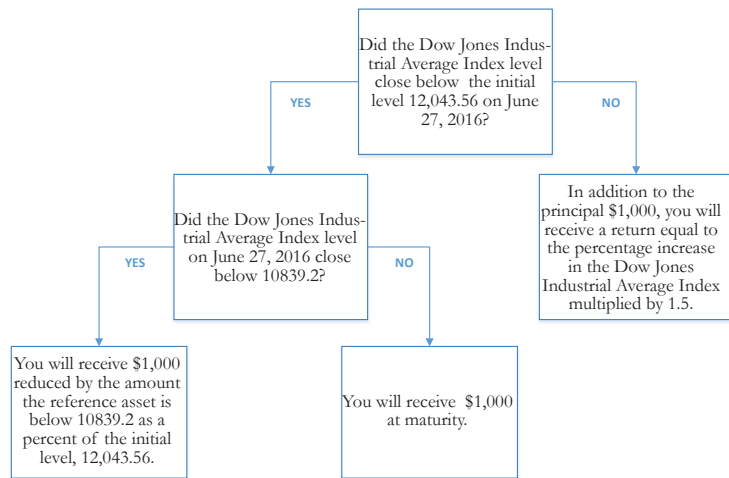 Did the Dow Jones Indus-
trial Average Index level
close below the initial
level 12,043.56 on June
27, 2016?
YES
NO
Did the Dow Jones Indus-
trial Average Index level
on June 27, 2016 close
below 10839.2?
In addition to the
principal $1,000, you will
receive a return equal to
the percentage increase
in the Dow Jones
Industrial Average Index
multiplied by 1.5.
YES
NO
You will receive $1,000
reduced by the amount
the reference asset is
below 10839.2 as a
percent of the initial
level, 12,043.56.
You will receive $1,000
at maturity.